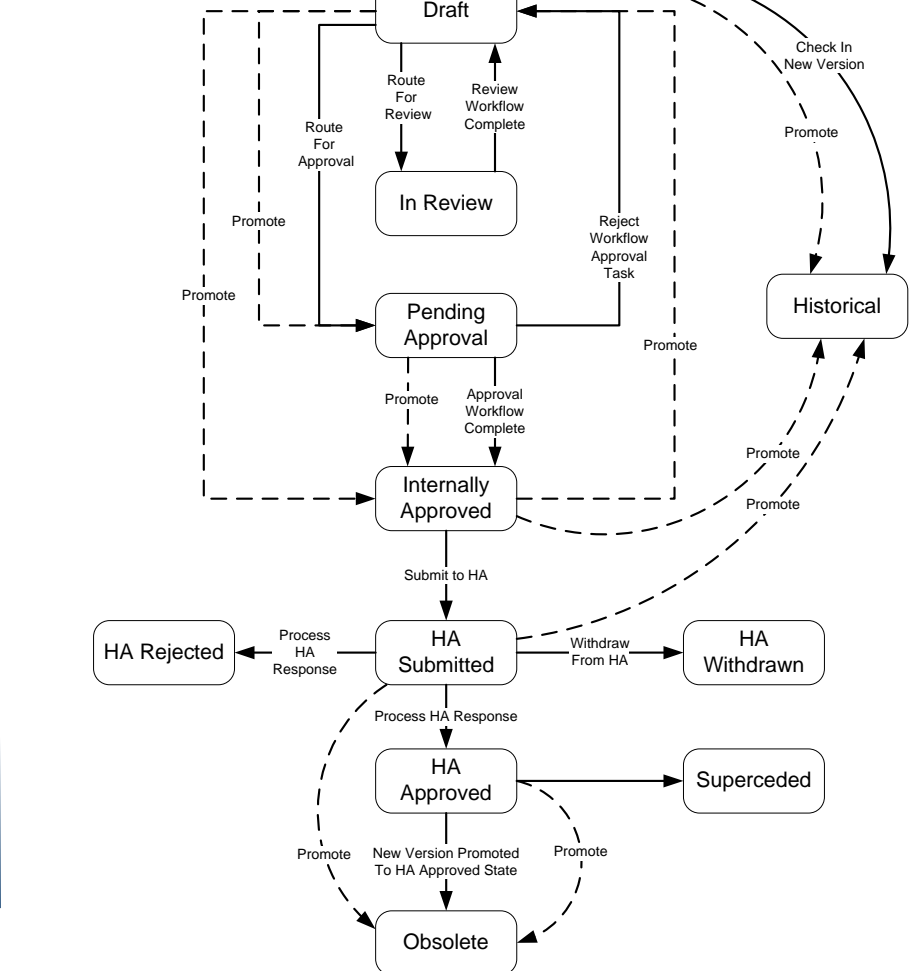 Draft
Check In
New Version
Route
For
Review
Review
Workflow
Complete
Promote
Route
For
Approval
In Review
Promote
Reject
Workflow
Approval
Task
Promote
Historical
Pending
Approval
Promote
Promote
Approval
Workflow
Complete
Promote
Internally
Approved
Promote
Submit to HA
HA Rejected
Process
HA
Response
HA
Submitted
Withdraw
From HA
HA
Withdrawn
Process HA Response
HA
Approved
Superceded
Promote
New Version Promoted
To HA Approved State
Promote
Obsolete